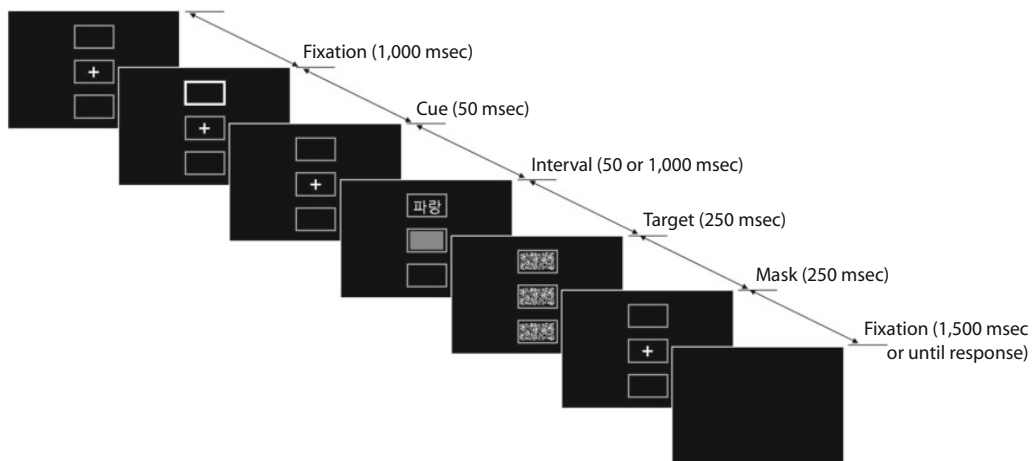 Fixation (1,000 msec)
Cue (50 msec)
Interval (50 or 1,000 msec)
파랑
Target (250 msec)
Mask (250 msec)
Fixation (1,500 msec
or until response)